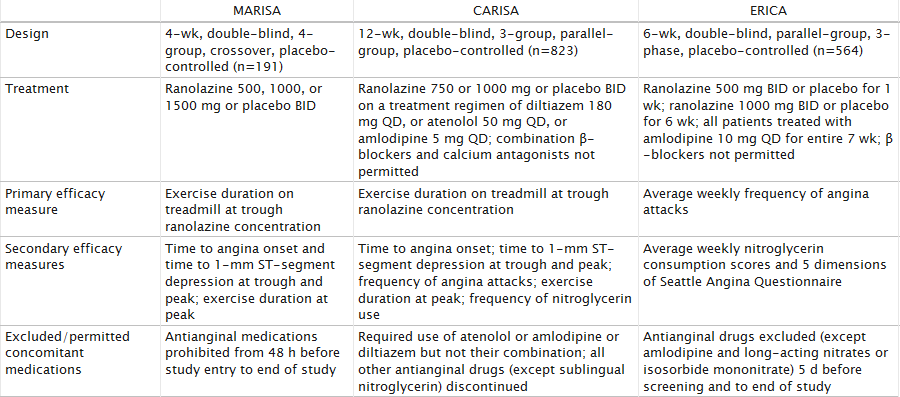 MARISA CARISA ERICA
Design
4-wk, double-blind, 4-
group, crossover, placebo-
controlled (n=191)
12-wk, double-blind, 3-group, parallel-
group, placebo-controlled (n=823)
6-wk, double-blind, parallel-group, 3-
phase, placebo-controlled (n=564)
Treatment
Ranolazine 500, 1000, or
1500 mg or placebo BID
Ranolazine 750 or 1000 mg or placebo BID
on a treatment regimen of diltiazem 180
mg QD, or atenolol 50 mg QD, or
amlodipine 5 mg QD; combination β-
blockers and calcium antagonists not
permitted
Ranolazine 500 mg BID or placebo for 1
wk; ranolazine 1000 mg BID or placebo
for 6 wk; all patients treated with
amlodipine 10 mg QD for entire 7 wk; β
-blockers not permitted
Primary efficacy
measure
Exercise duration on
treadmill at trough
ranolazine concentration
Exercise duration on treadmill at trough
ranolazine concentration
Average weekly frequency of angina
attacks
Secondary efficacy
measures
Time to angina onset and
time to 1-mm ST-segment
depression at trough and
peak; exercise duration at
peak
Time to angina onset; time to 1-mm ST-
segment depression at trough and peak;
frequency of angina attacks; exercise
duration at peak; frequency of nitroglycerin
use
Average weekly nitroglycerin
consumption scores and 5 dimensions
of Seattle Angina Questionnaire
Excluded/permitted
concomitant
medications
Antianginal medications
prohibited from 48 h before
study entry to end of study
Required use of atenolol or amlodipine or
diltiazem but not their combination; all
other antianginal drugs (except sublingual
nitroglycerin) discontinued
Antianginal drugs excluded (except
amlodipine and long-acting nitrates or
isosorbide mononitrate) 5 d before
screening and to end of study